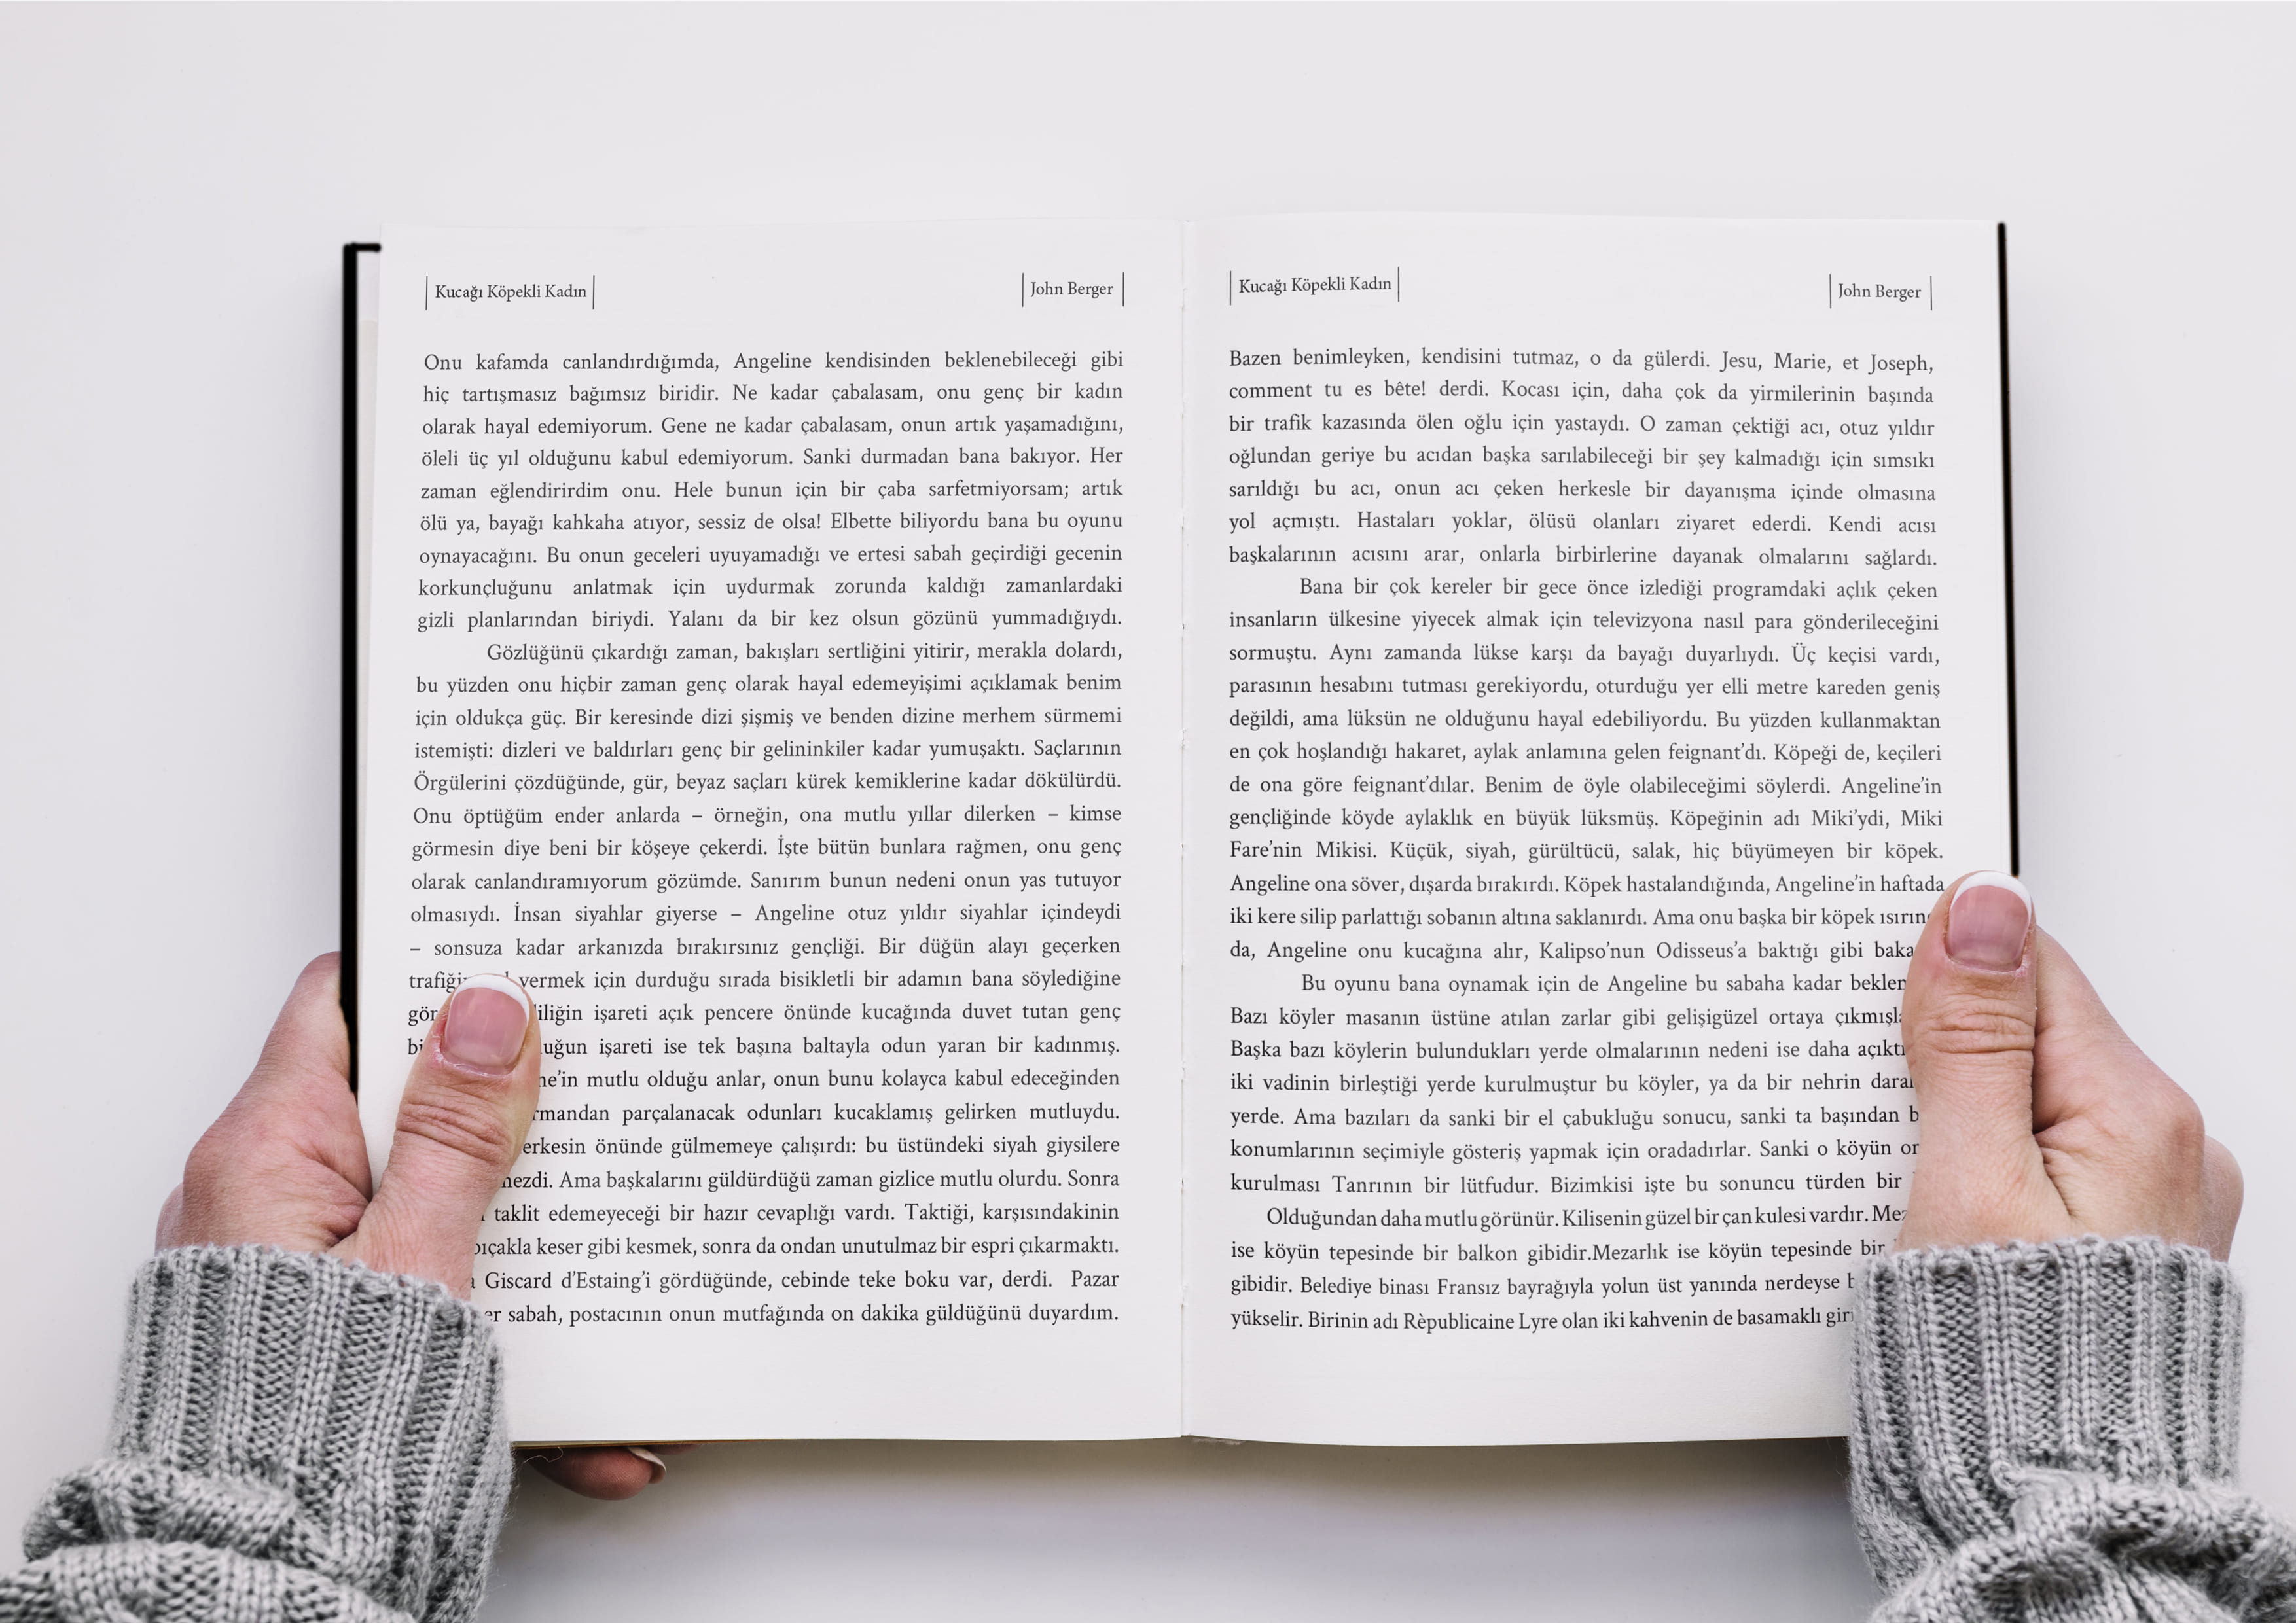 Kucağı Köpekli Kadın
John Berger
Onu kafamda canlandırdığımda, Angeline kendisinden beklenebileceği gibi
hiç tartışmasız bağımsız biridir. Ne kadar çabalasam, onu genç bir kadın
olarak hayal edemiyorum. Gene ne kadar çabalasam, onun artık yaşamadığını,
öleli üç yıl olduğunu kabul edemiyorum. Sanki durmadan bana bakıyor. Her
zaman eğlendirirdim onu. Hele bunun için bir çaba sarfetmiyorsam; artık
ölü ya, bayağı kahkaha atıyor, sessiz de olsa! Elbette biliyordu bana bu oyunu
oynayacağını. Bu onun geceleri uyuyamadığı ve ertesi sabah geçirdiği gecenin
korkunçluğunu anlatmak için uydurmak zorunda kaldığı zamanlardaki
gizli planlarından biriydi. Yalanı da bir kez olsun gözünü yummadığıydı.
Gözlüğünü çıkardığı zaman, bakışları sertliğini yitirir, merakla dolardı,
bu yüzden onu hiçbir zaman genç olarak hayal edemeyişimi açıklamak benim
için oldukça güç. Bir keresinde dizi şişmiş ve benden dizine merhem sürmemi
istemişti: dizleri ve baldırları genç bir gelininkiler kadar yumuşaktı. Saçlarının
Örgülerini çözdüğünde, gür, beyaz saçları kürek kemiklerine kadar dökülürdü.
Onu öptüğüm ender anlarda – örneğin, ona mutlu yıllar dilerken – kimse
görmesin diye beni bir köşeye çekerdi. İşte bütün bunlara rağmen, onu genç
olarak canlandıramıyorum gözümde. Sanırım bunun nedeni onun yas tutuyor
olmasıydı. İnsan siyahlar giyerse – Angeline otuz yıldır siyahlar içindeydi
– sonsuza kadar arkanızda bırakırsınız gençliği. Bir düğün alayı geçerken
vermek için durduğu sırada bisikletli bir adamın bana söylediğine
işareti açık pencere önünde kucağında duvet tutan genç
işareti ise tek başına baltayla odun yaran bir kadınmış.
mutlu olduğu anlar, onun bunu kolayca kabul edeceğinden
parçalanacak odunları kucaklamış gelirken mutluydu.
önünde gülmemeye çalışırdı: bu üstündeki siyah giysilere
Ama başkalarını güldürdüğü zaman gizlice mutlu olurdu. Sonra
taklit edemeyeceği bir hazır cevaplığı vardı. Taktiği, karşısındakinin
keser gibi kesmek, sonra da ondan unutulmaz bir espri çıkarmaktı.
Giscard d'Estaing'i gördüğünde, cebinde teke boku var, derdi. Pazar
sabah, postacının onun mutfağında on dakika güldüğünü duyardım.
Kucağı Köpekli Kadın
John Berger
Bazen benimleyken, kendisini tutmaz, o da gülerdi. Jesu, Marie, et Joseph,
comment tu es bête! derdi. Kocası için, daha çok da yirmilerinin başında
bir trafik kazasında ölen oğlu için yastaydı. O zaman çektiği acı, otuz yıldır
oğlundan geriye bu acıdan başka sarılabileceği bir şey kalmadığı için sımsıkı
sarıldığı bu acı, onun acı çeken herkesle bir dayanışma içinde olmasına
yol açmıştı. Hastaları yoklar, ölüsü olanları ziyaret ederdi. Kendi acısı
başkalarının acısını arar, onlarla birbirlerine dayanak olmalarını sağlardı.
Bana bir çok kereler bir gece önce izlediği programdaki açlık çeken
insanların ülkesine yiyecek almak için televizyona nasıl para gönderileceğini
sormuştu. Aynı zamanda lükse karşı da bayağı duyarlıydı. Üç keçisi vardı,
parasının hesabını tutması gerekiyordu, oturduğu yer elli metre kareden geniş
değildi, ama lüksün ne olduğunu hayal edebiliyordu. Bu yüzden kullanmaktan
en çok hoşlandığı hakaret, aylak anlamına gelen feignant'dı. Köpeği de, keçileri
de ona göre feignant'dılar. Benim de öyle olabileceğimi söylerdi. Angeline'in
gençliğinde köyde aylaklık en büyük lüksmüş. Köpeğinin adı Miki'ydi, Miki
Fare'nin Mikisi. Küçük, siyah, gürültücü, salak, hiç büyümeyen bir köpek.
Angeline ona söver, dışarda bırakırdı. Köpek hastalandığında, Angeline'in haftada
iki kere silip parlattığı sobanın altına saklanırdı. Ama onu başka bir köpek
da, Angeline onu kucağına alır, Kalipso'nun Odisseus'a baktığı gibi
Bu oyunu bana oynamak için de Angeline bu sabaha kadar
Bazı köyler masanın üstüne atılan zarlar gibi gelişigüzel ortaya
Başka bazı köylerin bulundukları yerde olmalarının nedeni ise daha
iki vadinin birleştiği yerde kurulmuştur bu köyler, ya da bir nehrin
yerde. Ama bazıları da sanki bir el çabukluğu sonucu, sanki ta başından
konumlarının seçimiyle gösteriş yapmak için oradadırlar. Sanki o köyün
kurulması Tanrının bir lütfudur. Bizimkisi işte bu sonuncu türden bir
Olduğundan daha mutlu görünür. Kilisenin güzel bir çan kulesi vardır.
ise köyün tepesinde bir balkon gibidir.Mezarlık ise köyün tepesinde bir
gibidir. Belediye binası Fransız bayrağıyla yolun üst yanında nerdeyse
yükselir. Birinin adı Rèpublicaine Lyre olan iki kahvenin de basamaklı